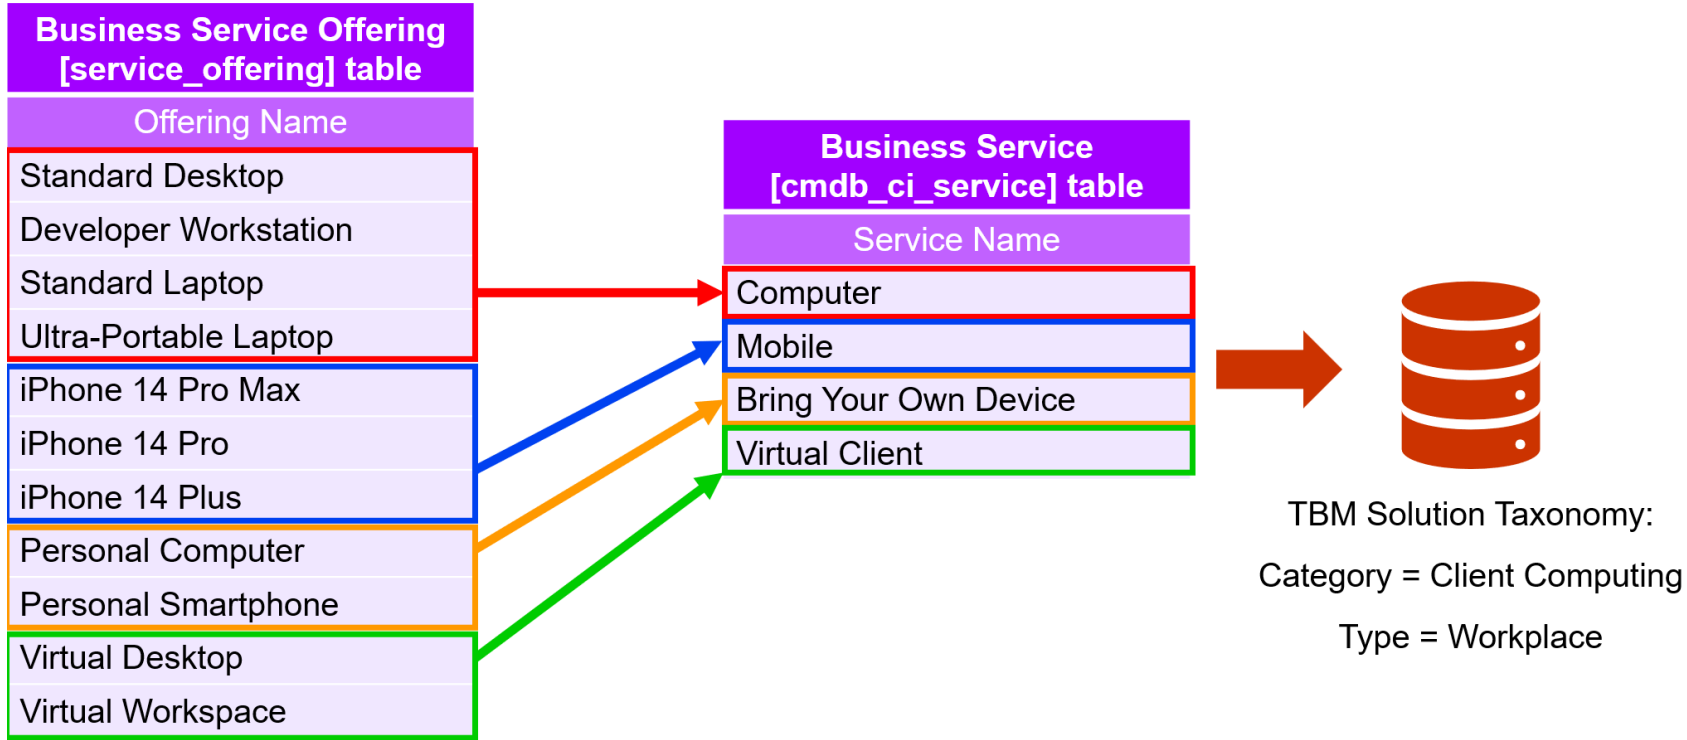 Business Service Offering
[service_offering] table
Offering Name
Standard Desktop
Developer Workstation
Standard Laptop
Ultra-Portable Laptop
iPhone 14 Pro Max
iPhone 14 Pro
iPhone 14 Plus
Personal Computer
Personal Smartphone
Virtual Desktop
Virtual Workspace
Business Service
[cmdb_ci_service] table
Service Name
Computer
Mobile
Bring Your Own Device
Virtual Client
TBM Solution Taxonomy:
Category = Client Computing
Type = Workplace